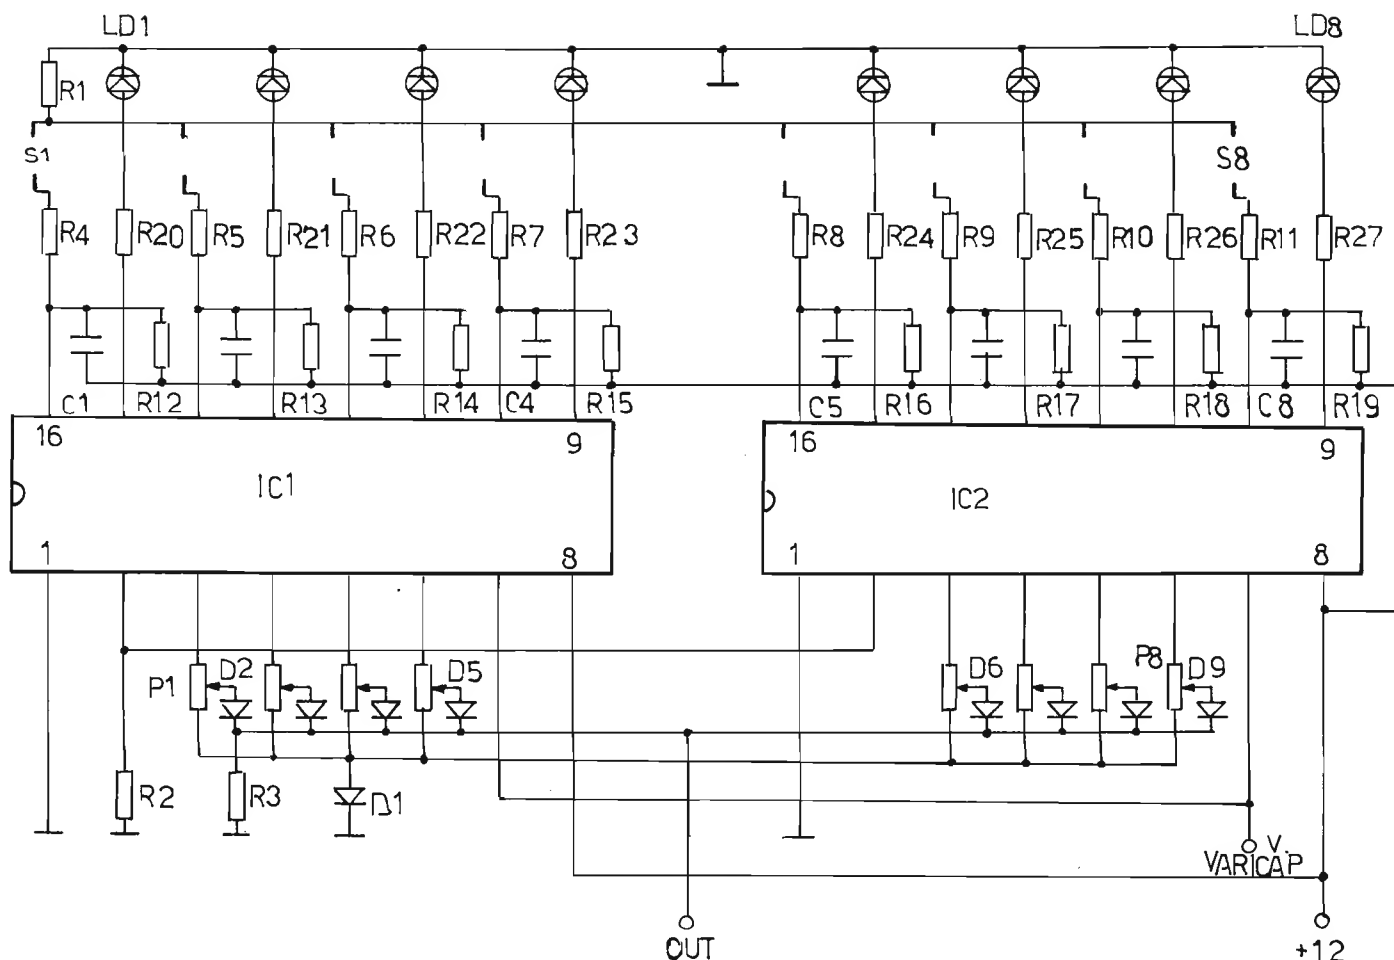 LD1 LD8
R1
S1 S8
R4 R20 R5 R21 R6 R22 R7 R23 R8 R24 R9 R25 R10 R26 R11 R27
C1 R12 R13 R14 C4 R15 C5 R16 R17 R18 C8 R19
16 9 16 9
IC1 IC2
1 8 1 8
P1 D2 D5 D6 P8 D9
R2 R3 D1
V.
VARICAP
OUT +12